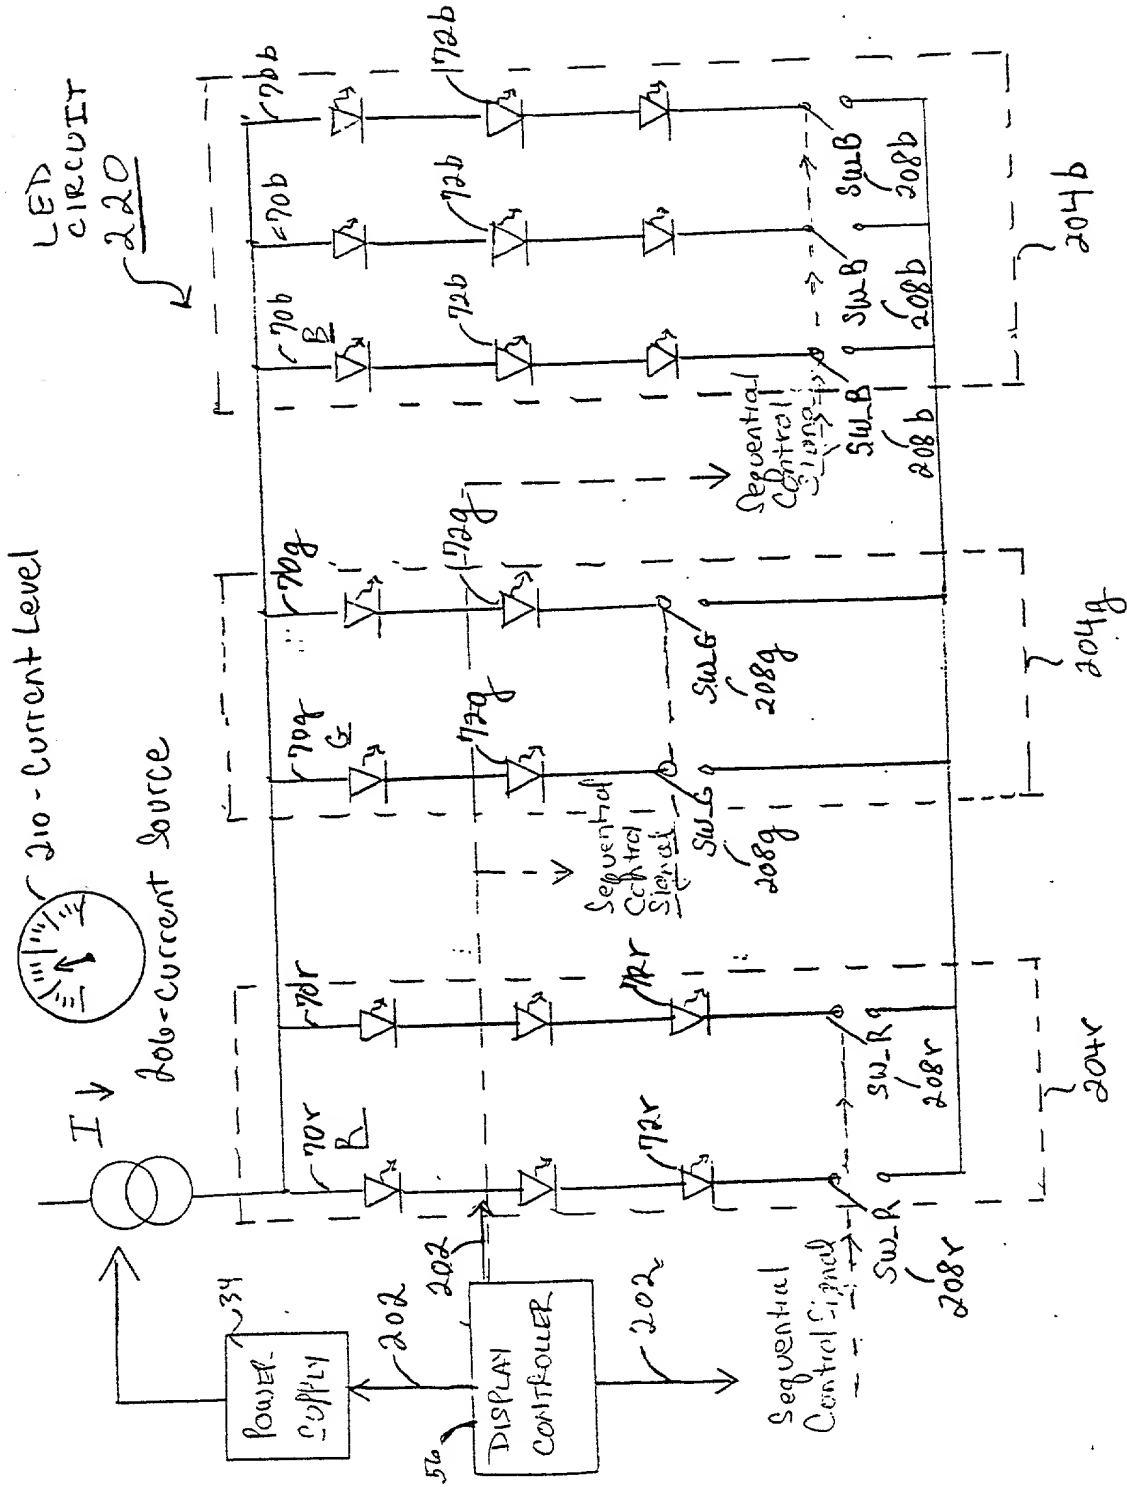 LED
CIRCUIT
220
210 - Current Level
206 - Current Source
I
POWER
SUPPLY
34
202
202
202
56
DISPLAY
CONTROLLER
70r
R
70r
70g
G
70g
70b
B
70b
70b
72r
72r
72g
72g
72b
72b
72b
Sequential
Control Signal
Sequential
Control
Signal
Sequential
Control
Signal
SW_R
208r
SW_R
208r
SW_G
208g
SW_G
208g
SW_B
208b
SW_B
208b
SW_B
208b
204r
204g
204b